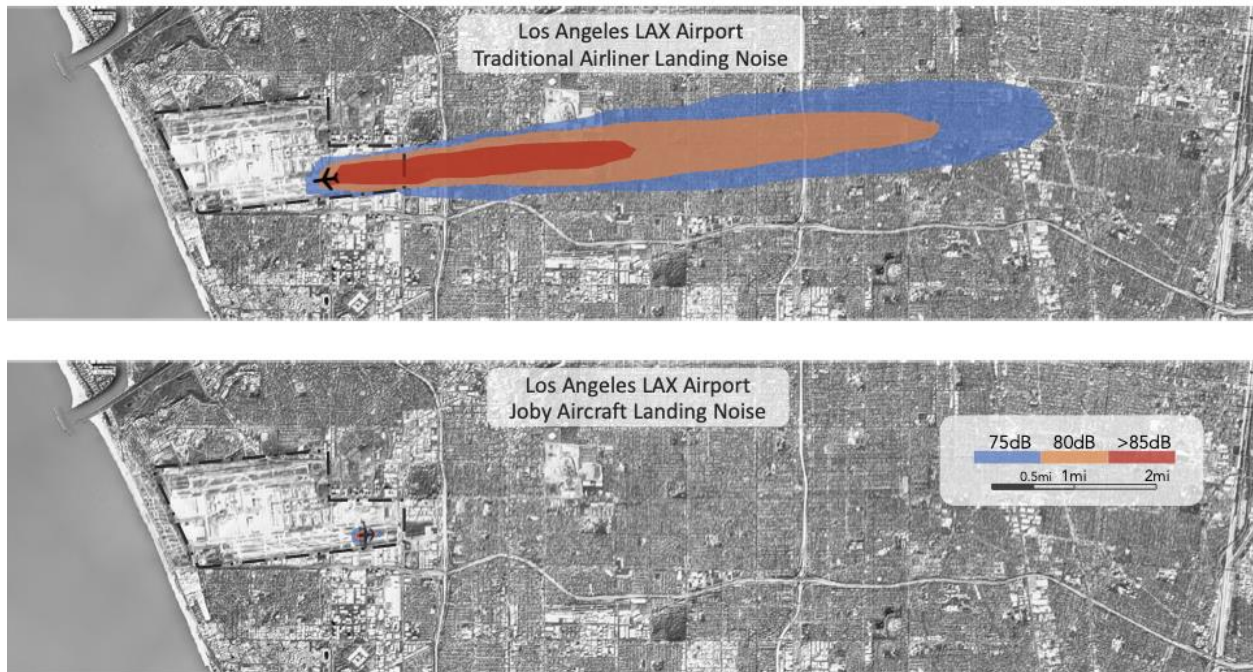 Los Angeles LAX Airport
Traditional Airliner Landing Noise
Los Angeles LAX Airport
Joby Aircraft Landing Noise
75dB 80dB >85dB
0.5mi 1mi 2mi